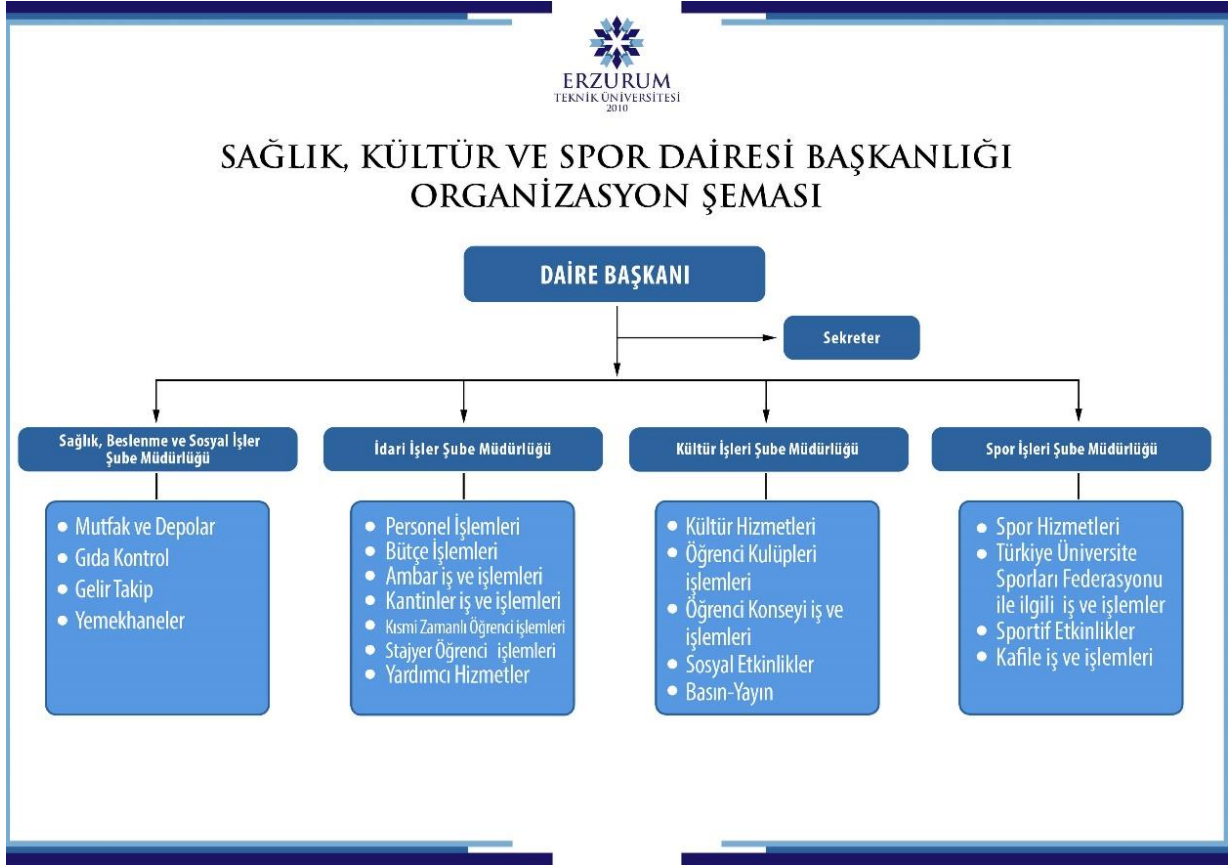 ERZURUM
TEKNİK ÜNİVERSİTESİ
2010
SAĞLIK, KÜLTÜR VE SPOR DAİRESİ BAŞKANLIĞI
ORGANİZASYON ŞEMASI
DAİRE BAŞKANI
Sekreter
Sağlık, Beslenme ve Sosyal İşler
Şube Müdürlüğü
• Mutfak ve Depolar
• Gıda Kontrol
• Gelir Takip
• Yemekhaneler
İdari İşler Şube Müdürlüğü
• Personel İşlemleri
• Bütçe İşlemleri
• Ambar iş ve işlemleri
• Kantinler iş ve işlemleri
• Kısmi Zamanlı Öğrenci işlemleri
• Stajyer Öğrenci işlemleri
• Yardımcı Hizmetler
Kültür İşleri Şube Müdürlüğü
• Kültür Hizmetleri
• Öğrenci Kulüpleri
işlemleri
• Öğrenci Konseyi iş ve
işlemleri
• Sosyal Etkinlikler
• Basın-Yayın
Spor İşleri Şube Müdürlüğü
• Spor Hizmetleri
• Türkiye Üniversite
Sporları Federasyonu
ile ilgili iş ve işlemler
• Sportif Etkinlikler
• Kafile iş ve işlemleri